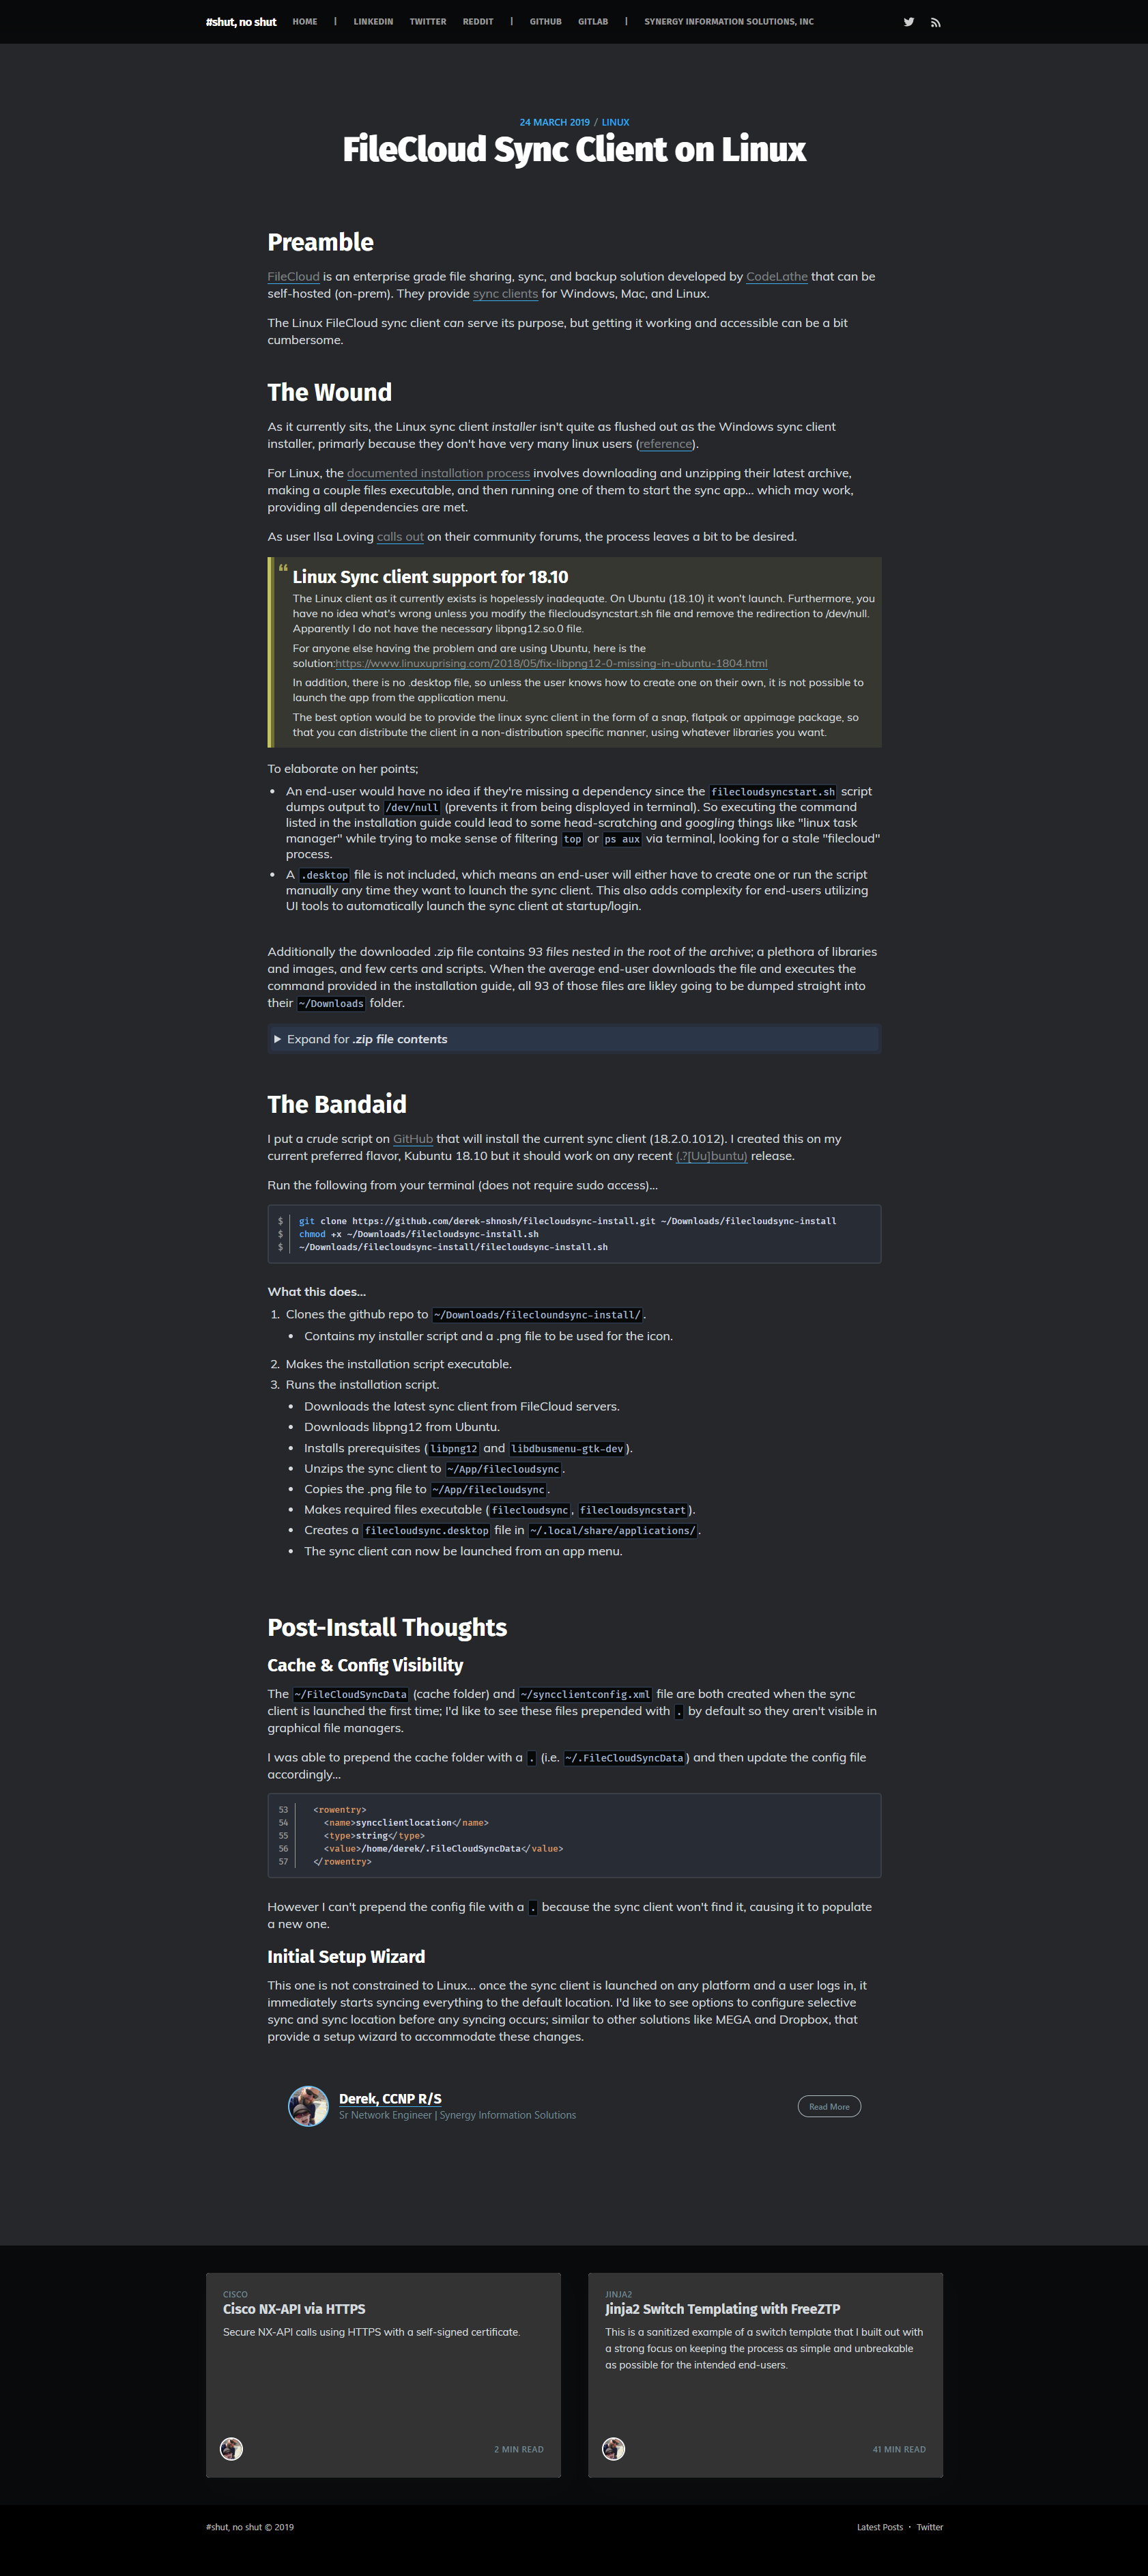 #shut, no shut HOME | LINKEDIN TWITTER REDDIT | GITHUB GITLAB | SYNERGY INFORMATION SOLUTIONS, INC
24 MARCH 2019 / LINUX
FileCloud Sync Client on Linux
Preamble
FileCloud is an enterprise grade file sharing, sync, and backup solution developed by CodeLathe that can be
self-hosted (on-prem). They provide sync clients for Windows, Mac, and Linux.
The Linux FileCloud sync client can serve its purpose, but getting it working and accessible can be a bit
cumbersome.
The Wound
As it currently sits, the Linux sync client installer isn't quite as flushed out as the Windows sync client
installer, primarly because they don't have very many linux users (reference).
For Linux, the documented installation process involves downloading and unzipping their latest archive,
making a couple files executable, and then running one of them to start the sync app... which may work,
providing all dependencies are met.
As user Ilsa Loving calls out on their community forums, the process leaves a bit to be desired.
“ Linux Sync client support for 18.10
The Linux client as it currently exists is hopelessly inadequate. On Ubuntu (18.10) it won't launch. Furthermore, you
have no idea what's wrong unless you modify the filecloudsyncstart.sh file and remove the redirection to /dev/null.
Apparently I do not have the necessary libpng12.so.0 file.
For anyone else having the problem and are using Ubuntu, here is the
solution:https://www.linuxuprising.com/2018/05/fix-libpng12-0-missing-in-ubuntu-1804.html
In addition, there is no .desktop file, so unless the user knows how to create one on their own, it is not possible to
launch the app from the application menu.
The best option would be to provide the linux sync client in the form of a snap, flatpak or appimage package, so
that you can distribute the client in a non-distribution specific manner, using whatever libraries you want.
To elaborate on her points;
• An end-user would have no idea if they're missing a dependency since the filecloudsyncstart.sh script
dumps output to /dev/null (prevents it from being displayed in terminal). So executing the command
listed in the installation guide could lead to some head-scratching and googling things like "linux task
manager" while trying to make sense of filtering top or ps aux via terminal, looking for a stale "filecloud"
process.
• A .desktop file is not included, which means an end-user will either have to create one or run the script
manually any time they want to launch the sync client. This also adds complexity for end-users utilizing
UI tools to automatically launch the sync client at startup/login.
Additionally the downloaded .zip file contains 93 files nested in the root of the archive; a plethora of libraries
and images, and few certs and scripts. When the average end-user downloads the file and executes the
command provided in the installation guide, all 93 of those files are likley going to be dumped straight into
their ~/Downloads folder.
▶ Expand for .zip file contents
The Bandaid
I put a crude script on GitHub that will install the current sync client (18.2.0.1012). I created this on my
current preferred flavor, Kubuntu 18.10 but it should work on any recent (.?[Uu]buntu) release.
Run the following from your terminal (does not require sudo access)...
$ git clone https://github.com/derek-shnosh/filecloudsync-install.git ~/Downloads/filecloudsync-install
$ chmod +x ~/Downloads/filecloudsync-install.sh
$ ~/Downloads/filecloudsync-install/filecloudsync-install.sh
What this does...
1. Clones the github repo to ~/Downloads/filecloundsync-install/.
• Contains my installer script and a .png file to be used for the icon.
2. Makes the installation script executable.
3. Runs the installation script.
• Downloads the latest sync client from FileCloud servers.
• Downloads libpng12 from Ubuntu.
• Installs prerequisites (libpng12 and libdbusmenu-gtk-dev).
• Unzips the sync client to ~/App/filecloudsync.
• Copies the .png file to ~/App/filecloudsync.
• Makes required files executable (filecloudsync, filecloudsyncstart).
• Creates a filecloudsync.desktop file in ~/.local/share/applications/.
• The sync client can now be launched from an app menu.
Post-Install Thoughts
Cache & Config Visibility
The ~/FileCloudSyncData (cache folder) and ~/syncclientconfig.xml file are both created when the sync
client is launched the first time; I'd like to see these files prepended with . by default so they aren't visible in
graphical file managers.
I was able to prepend the cache folder with a . (i.e. ~/.FileCloudSyncData) and then update the config file
accordingly...
53 <rowentry>
54 <name>syncclientlocation</name>
55 <type>string</type>
56 <value>/home/derek/.FileCloudSyncData</value>
57 </rowentry>
However I can't prepend the config file with a . because the sync client won't find it, causing it to populate
a new one.
Initial Setup Wizard
This one is not constrained to Linux... once the sync client is launched on any platform and a user logs in, it
immediately starts syncing everything to the default location. I'd like to see options to configure selective
sync and sync location before any syncing occurs; similar to other solutions like MEGA and Dropbox, that
provide a setup wizard to accommodate these changes.
Derek, CCNP R/S
Sr Network Engineer | Synergy Information Solutions
Read More
CISCO
Cisco NX-API via HTTPS
Secure NX-API calls using HTTPS with a self-signed certificate.
2 MIN READ
JINJA2
Jinja2 Switch Templating with FreeZTP
This is a sanitized example of a switch template that I built out with
a strong focus on keeping the process as simple and unbreakable
as possible for the intended end-users.
41 MIN READ
#shut, no shut © 2019
Latest Posts • Twitter